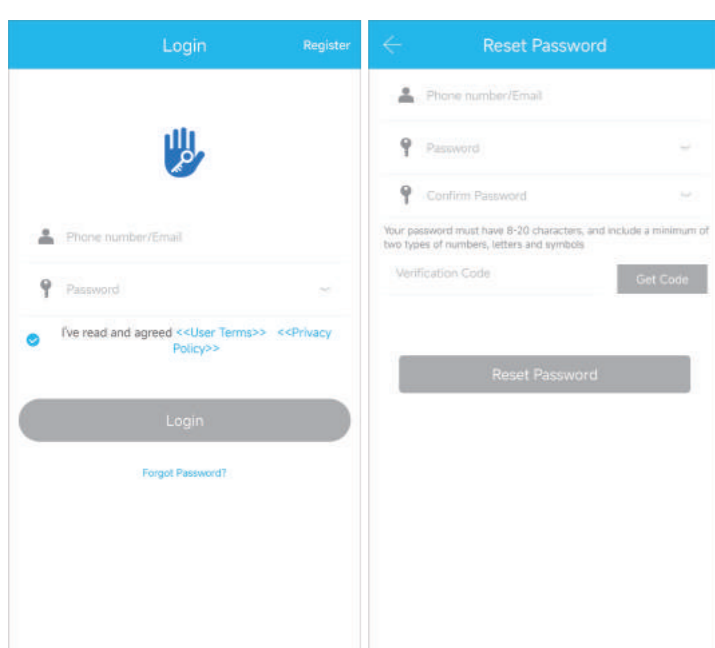 Login
Register
Phone number/Email
Password
I've read and agreed <<User Terms>> <<Privacy
Policy>>
Login
Forgot Password?
Reset Password
Phone number/Email
Password
Confirm Password
Your password must have 8-20 characters, and include a minimum of
two types of numbers, letters and symbols
Verification Code
Get Code
Reset Password